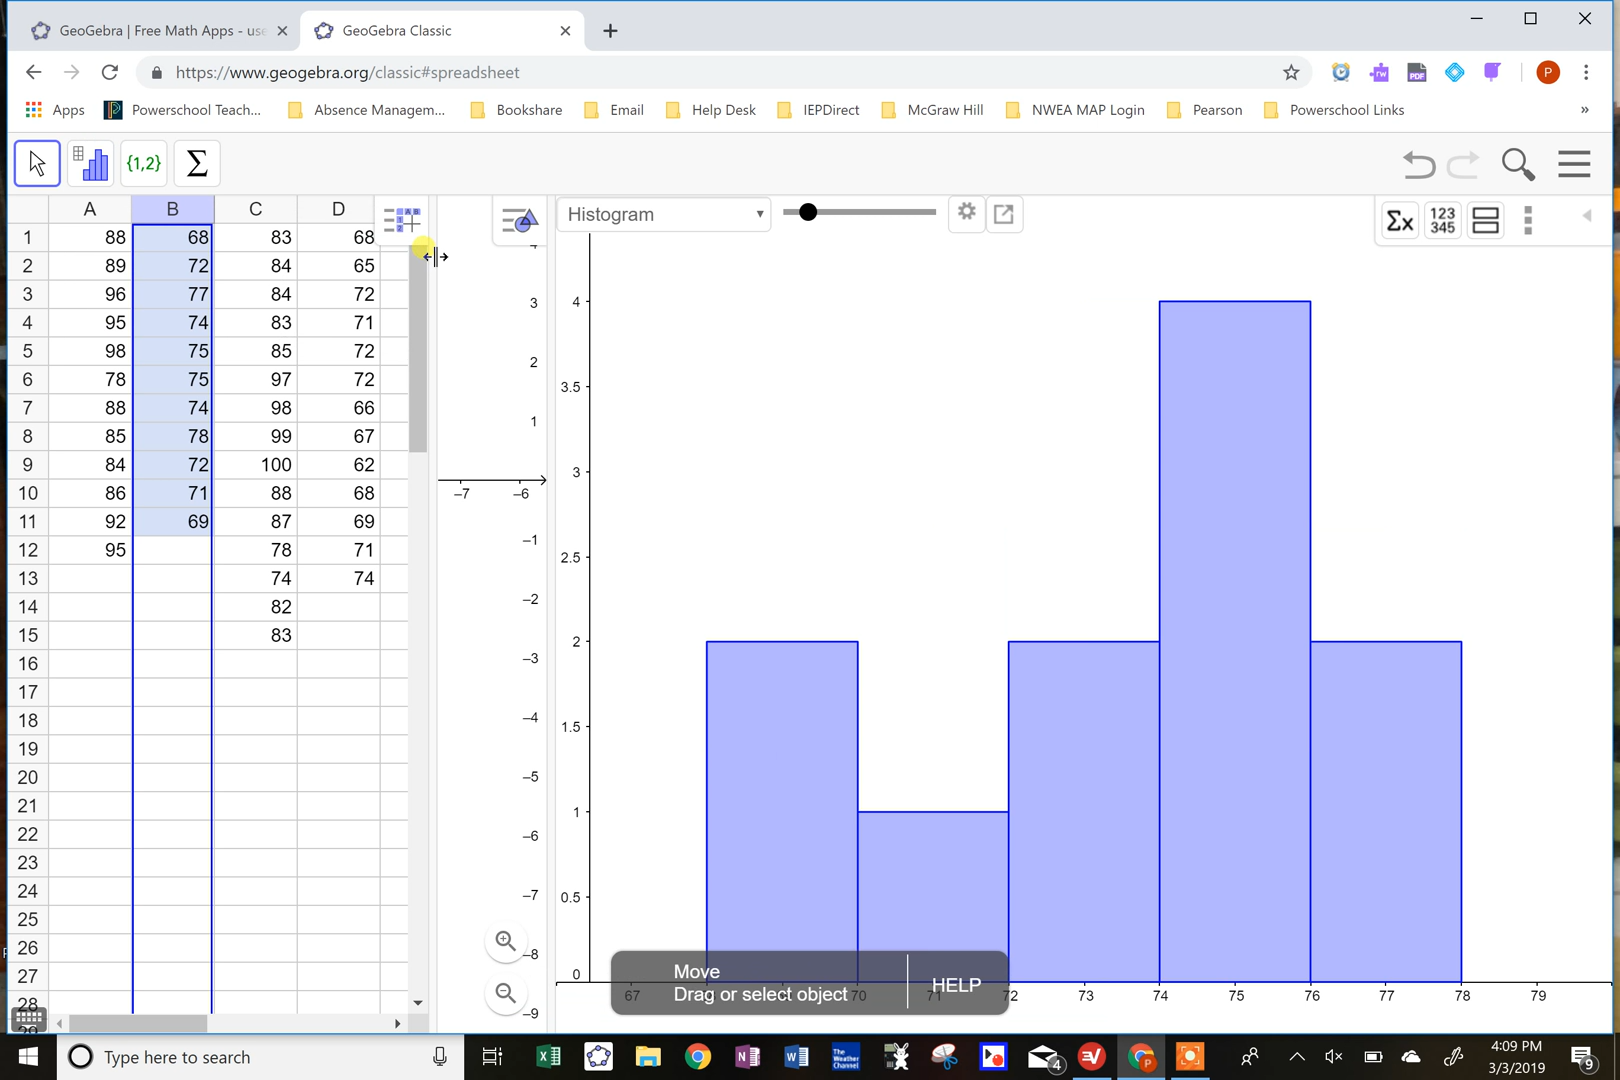 GeoGebra | Free Math Apps - use
GeoGebra Classic
https://www.geogebra.org/classic#spreadsheet
PDF
P
Apps
Powerschool Teach...
Absence Managem...
Bookshare
Email
Help Desk
IEPDirect
McGraw Hill
NWEA MAP Login
Pearson
Powerschool Links
»
{1,2}
Σ
A B C D
Histogram
Σx
123
345
1 88 68 83 68
2 89 72 84 65
3 96 77 84 72
4 95 74 83 71
5 98 75 85 72
6 78 75 97 72
7 88 74 98 66
8 85 78 99 67
9 84 72 100 62
10 86 71 88 68
11 92 69 87 69
12 95 78 71
13 74 74
14 82
15 83
16
17
18
19
20
21
22
23
24
25
26
27
28
3
2
1
–7 –6
–1
–2
–3
–4
–5
–6
–7
–8
–9
4
3.5
3
2.5
2
1.5
1
0.5
0
67 70 71 72 73 74 75 76 77 78 79
Move
Drag or select object
HELP
Type here to search
The Weather Channel
4
4:09 PM
3/3/2019
9